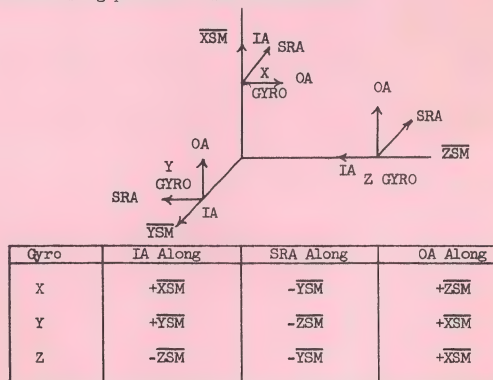 XSM IA SRA
X OA
GYRO
OA
SRA
OA
Y
GYRO
SRA
IA
IA
Z GYRO
ZSM
YSM
Gyro IA Along SRA Along OA Along
X +XSM -YSM +ZSM
Y +YSM -ZSM +XSM
Z -ZSM -YSM +XSM